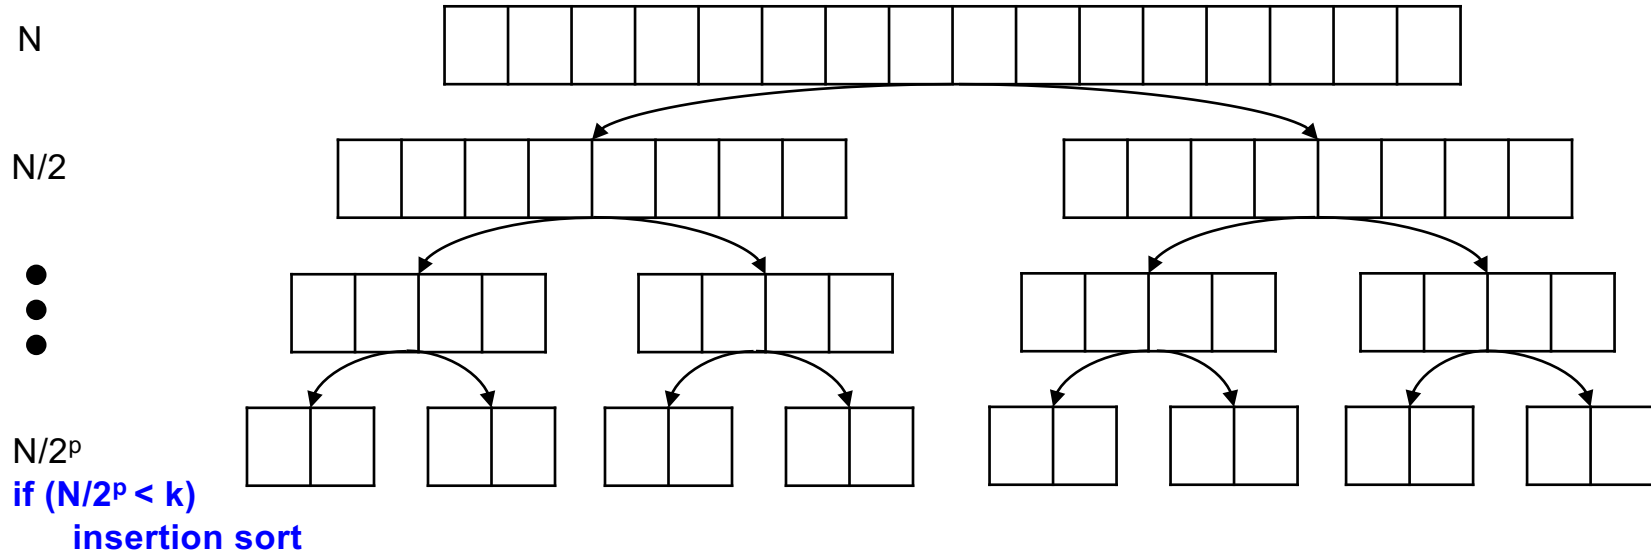 N
N/2
N/2ᵖ
if (N/2ᵖ < k)
insertion sort